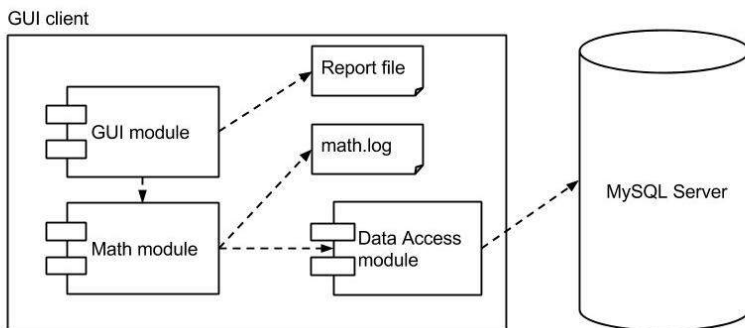 GUI client
Report file
GUI module
math.log
Math module
Data Access
module
MySQL Server